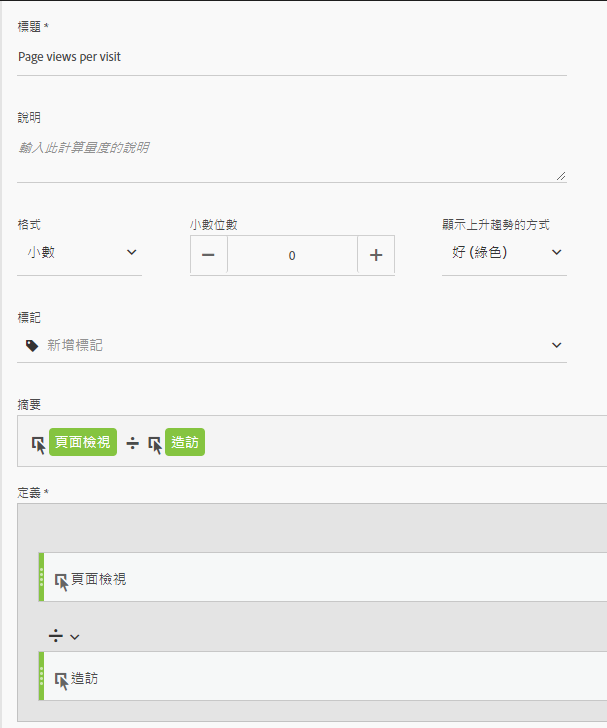 標題 *
Page views per visit
說明
輸入此計算量度的說明
格式 小數位數 顯示上升趨勢的方式
小數 − 0 + 好 (綠色)
標記
新增標記
摘要
頁面檢視 ÷ 造訪
定義 *
頁面檢視
÷
造訪